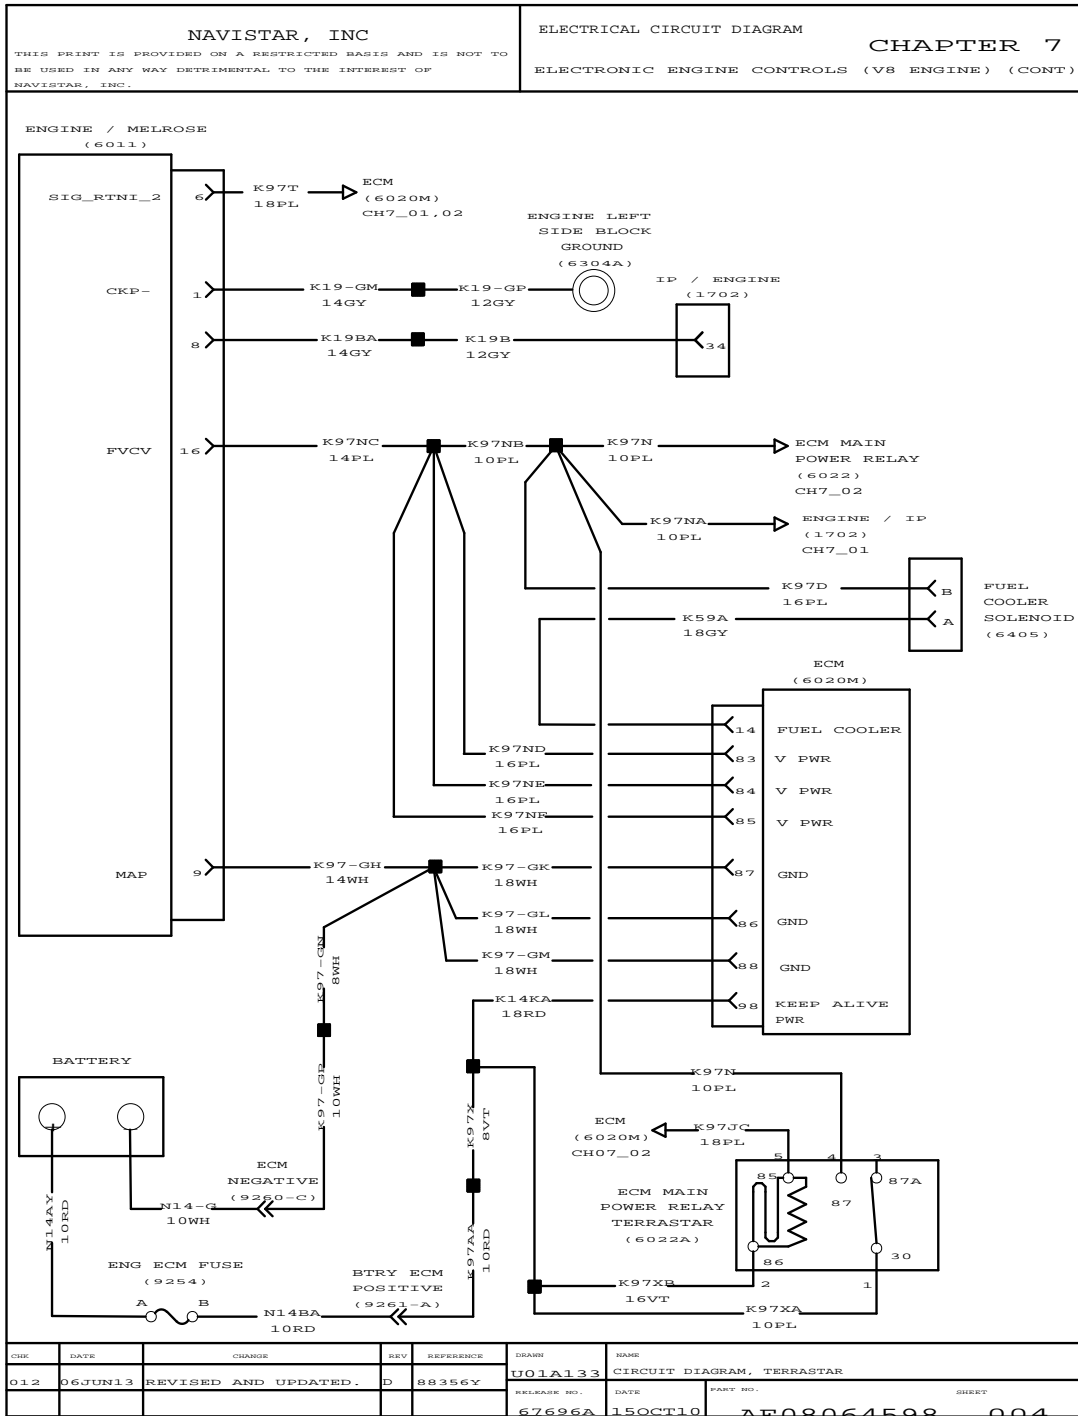 NAVISTAR, INC
THIS PRINT IS PROVIDED ON A RESTRICTED BASIS AND IS NOT TO
BE USED IN ANY WAY DETRIMENTAL TO THE INTEREST OF
NAVISTAR, INC.
ELECTRICAL CIRCUIT DIAGRAM
CHAPTER 7
ELECTRONIC ENGINE CONTROLS (V8 ENGINE) (CONT)
ENGINE / MELROSE
(6011)
SIG_RTNI_2
6
K97T
18PL
ECM
(6020M)
CH7_01,02
ENGINE LEFT
SIDE BLOCK
GROUND
(6304A)
IP / ENGINE
(1702)
CKP-
1
K19-GM
14GY
K19-GP
12GY
8
K19BA
14GY
K19B
12GY
34
FVCV
16
K97NC
14PL
K97NB
10PL
K97N
10PL
ECM MAIN
POWER RELAY
(6022)
CH7_02
K97NA
10PL
ENGINE / IP
(1702)
CH7_01
K97D
16PL
B
K59A
18GY
A
FUEL
COOLER
SOLENOID
(6405)
ECM
(6020M)
14
FUEL COOLER
K97ND
16PL
83
V PWR
K97NE
16PL
84
V PWR
K97NF
16PL
85
V PWR
MAP
9
K97-GH
14WH
K97-GK
18WH
87
GND
K97-GL
18WH
86
GND
K97-GM
18WH
88
GND
K14KA
18RD
98
KEEP ALIVE
PWR
K97-GN
8WH
K97-GP
10WH
BATTERY
K97X
8VT
K97N
10PL
ECM
(6020M)
CH07_02
K97JC
18PL
5
4
3
85
87
87A
86
30
2
1
ECM MAIN
POWER RELAY
TERRASTAR
(6022A)
ECM
NEGATIVE
(9260-C)
N14-G
10WH
N14AY
10RD
K97AA
10RD
ENG ECM FUSE
(9254)
A
B
N14BA
10RD
BTRY ECM
POSITIVE
(9261-A)
K97XB
16VT
K97XA
10PL
CHK
DATE
CHANGE
REV
REFERENCE
DRAWN
NAME
012
06JUN13
REVISED AND UPDATED.
D
88356Y
U01A133
CIRCUIT DIAGRAM, TERRASTAR
RELEASE NO.
DATE
PART NO.
SHEET
67696A
15OCT10
AE08064598
004